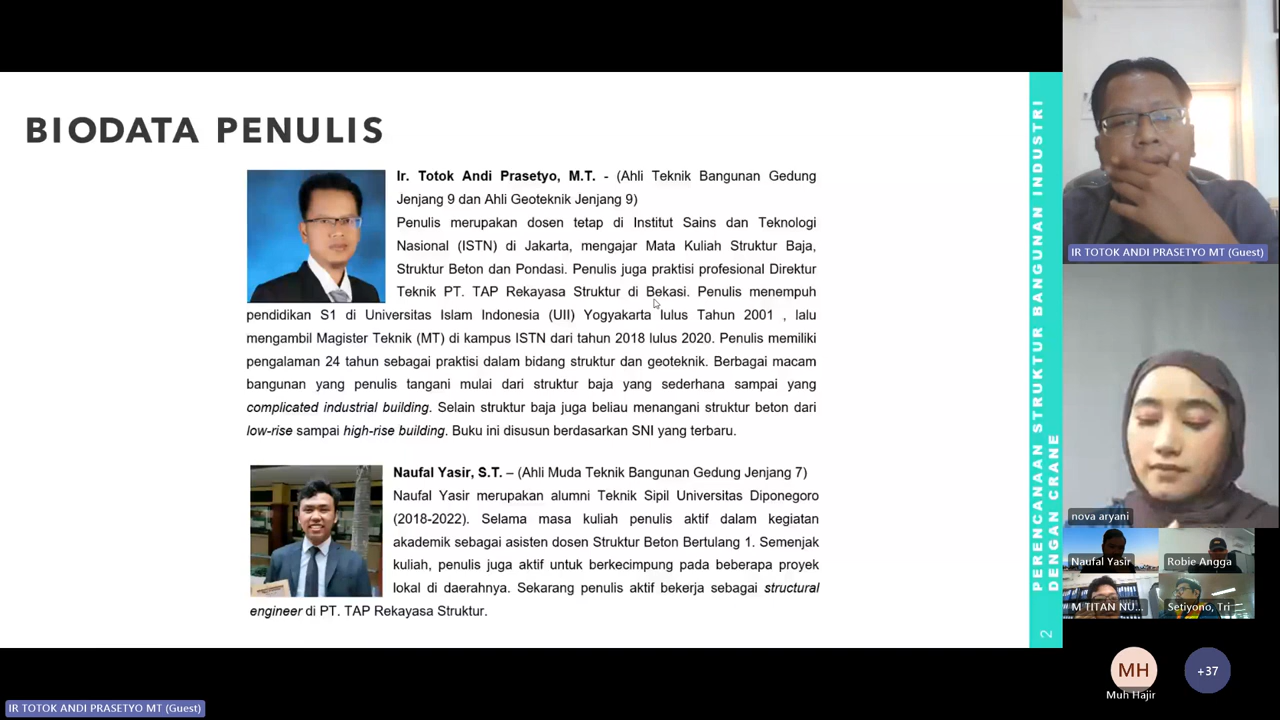 BIODATA PENULIS
Ir. Totok Andi Prasetyo, M.T. - (Ahli Teknik Bangunan Gedung
Jenjang 9 dan Ahli Geoteknik Jenjang 9)
Penulis merupakan dosen tetap di Institut Sains dan Teknologi
Nasional (ISTN) di Jakarta, mengajar Mata Kuliah Struktur Baja,
Struktur Beton dan Pondasi. Penulis juga praktisi profesional Direktur
Teknik PT. TAP Rekayasa Struktur di Bekasi. Penulis menempuh
pendidikan S1 di Universitas Islam Indonesia (UII) Yogyakarta lulus Tahun 2001 , lalu
mengambil Magister Teknik (MT) di kampus ISTN dari tahun 2018 lulus 2020. Penulis memiliki
pengalaman 24 tahun sebagai praktisi dalam bidang struktur dan geoteknik. Berbagai macam
bangunan yang penulis tangani mulai dari struktur baja yang sederhana sampai yang
complicated industrial building. Selain struktur baja juga beliau menangani struktur beton dari
low-rise sampai high-rise building. Buku ini disusun berdasarkan SNI yang terbaru.
Naufal Yasir, S.T. – (Ahli Muda Teknik Bangunan Gedung Jenjang 7)
Naufal Yasir merupakan alumni Teknik Sipil Universitas Diponegoro
(2018-2022). Selama masa kuliah penulis aktif dalam kegiatan
akademik sebagai asisten dosen Struktur Beton Bertulang 1. Semenjak
kuliah, penulis juga aktif untuk berkecimpung pada beberapa proyek
lokal di daerahnya. Sekarang penulis aktif bekerja sebagai structural
engineer di PT. TAP Rekayasa Struktur.
PERENCANAAN STRUKTUR BANGUNAN INDUSTRI
DENGAN CRANE
2
IR TOTOK ANDI PRASETYO MT (Guest)
nova aryani
Naufal Yasir
Robie Angga
M TITAN NU...
Setiyono, Tri
MH
+37
Muh Hajir
IR TOTOK ANDI PRASETYO MT (Guest)